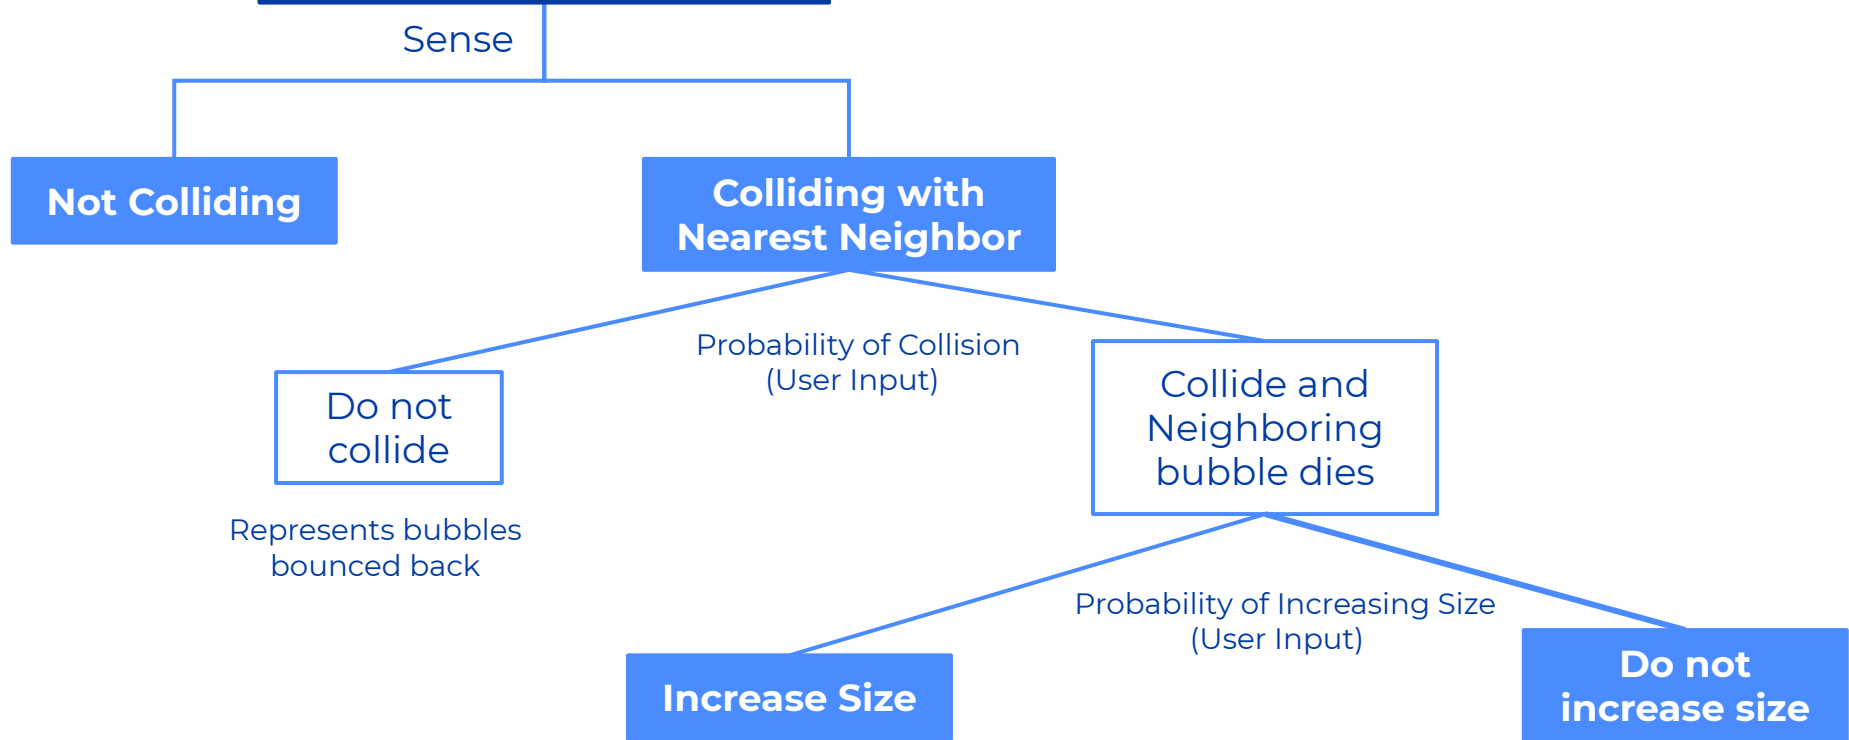 Sense
Not Colliding
Colliding with
Nearest Neighbor
Probability of Collision
(User Input)
Do not
collide
Collide and
Neighboring
bubble dies
Represents bubbles
bounced back
Probability of Increasing Size
(User Input)
Increase Size
Do not
increase size